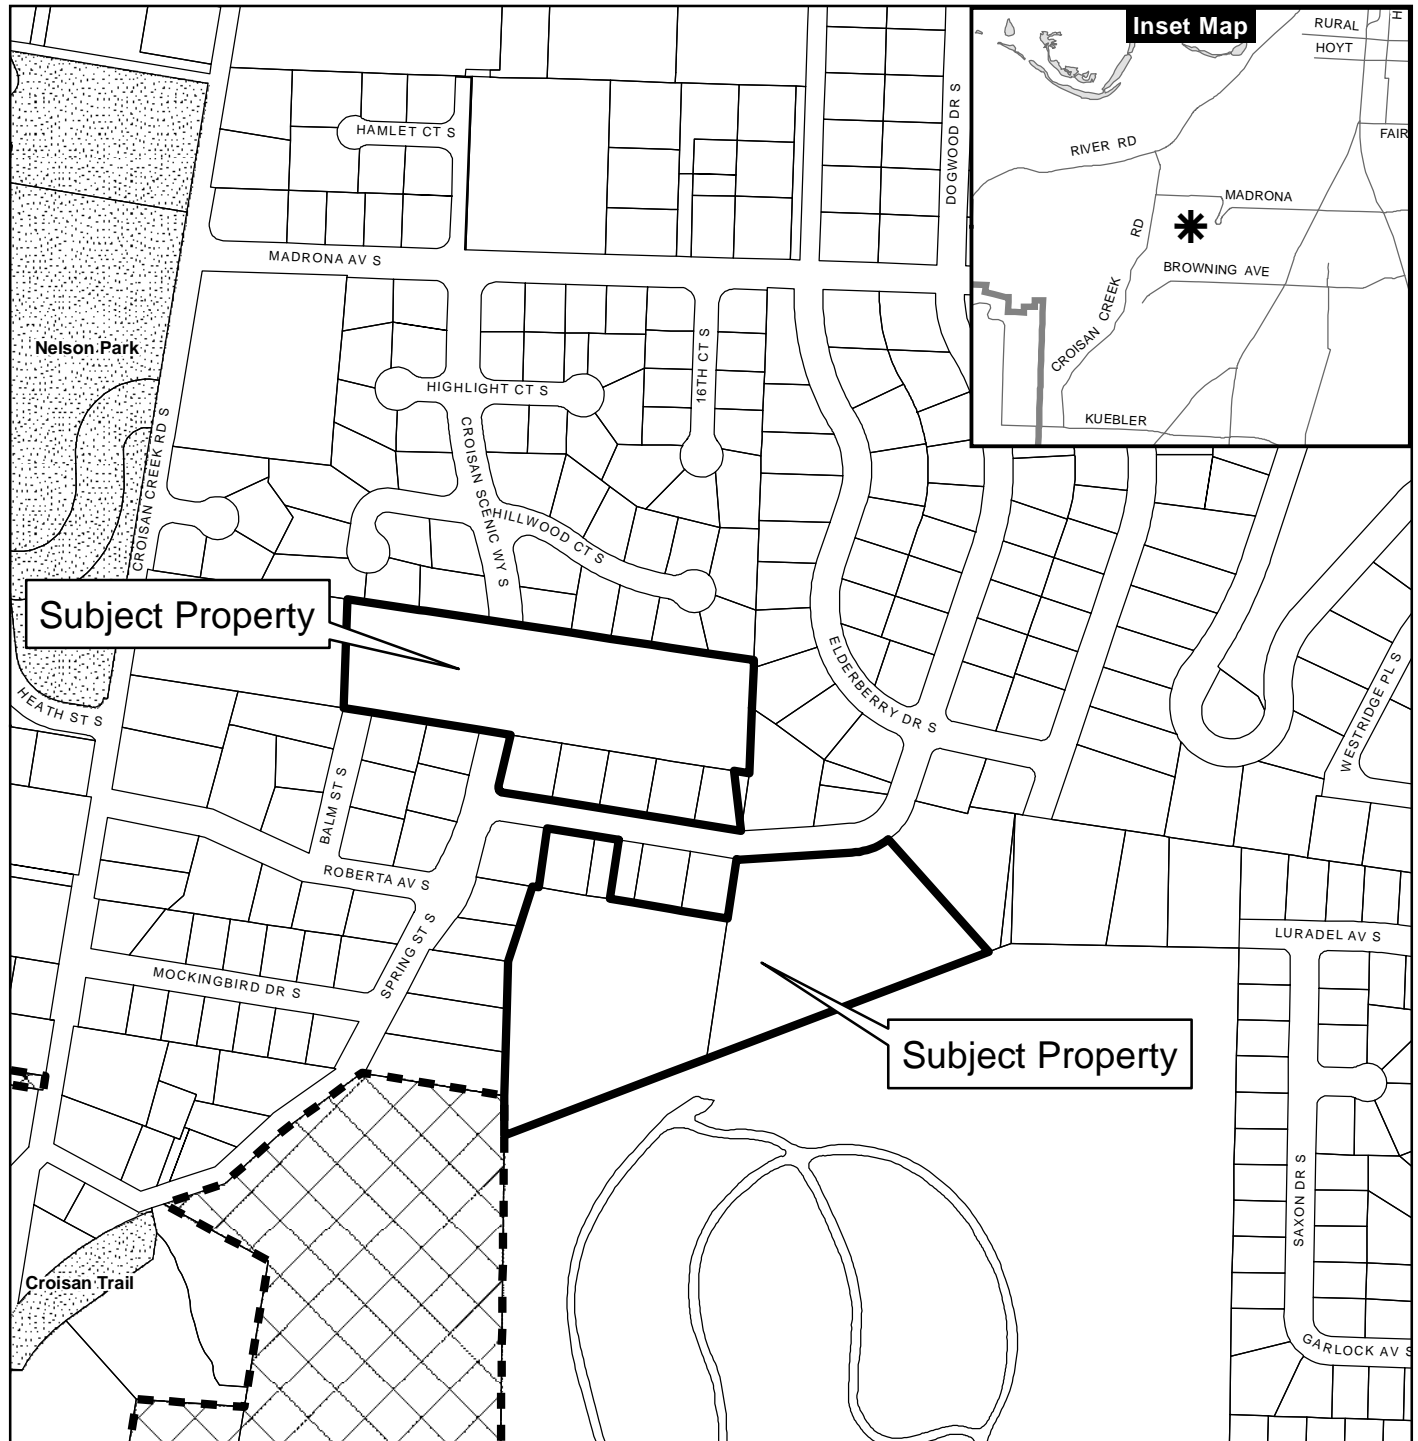 Inset Map
RURAL
H
HOYT
FAIR
RIVER RD
MADRONA
RD
BROWNING AVE
CROISAN CREEK
KUEBLER
HAMLET CT S
DOGWOOD DR S
MADRONA AV S
Nelson Park
HIGHLIGHT CT S
16TH CT S
CROISAN CREEK RD S
CROISAN SCENIC WY S
HILLWOOD CT S
Subject Property
ELDERBERRY DR S
WESTRIDGE PL S
HEATH ST S
BALM ST S
ROBERTA AV S
SPRING ST S
LURADEL AV S
MOCKINGBIRD DR S
Subject Property
SAXON DR S
Croisan Trail
GARLOCK AV S